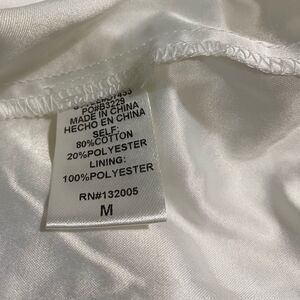 PO#B3229
MADE IN CHINA
HECHO EN CHINA
SELF:
80%COTTON
20%POLYESTER
LINING:
100%POLYESTER
RN#132005
M